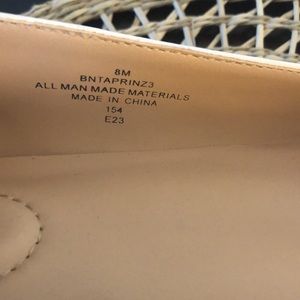 8M
BNTAPRINZ3
ALL MAN MADE MATERIALS
MADE IN CHINA
154
E23